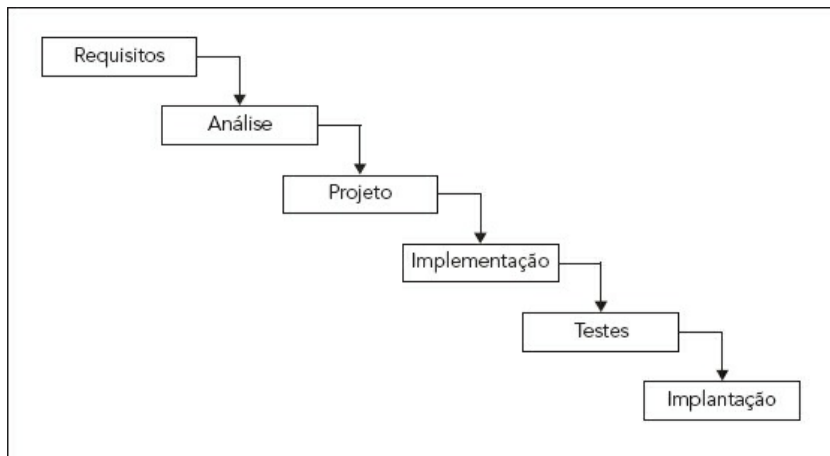 Requisitos
Análise
Projeto
Implementação
Testes
Implantação